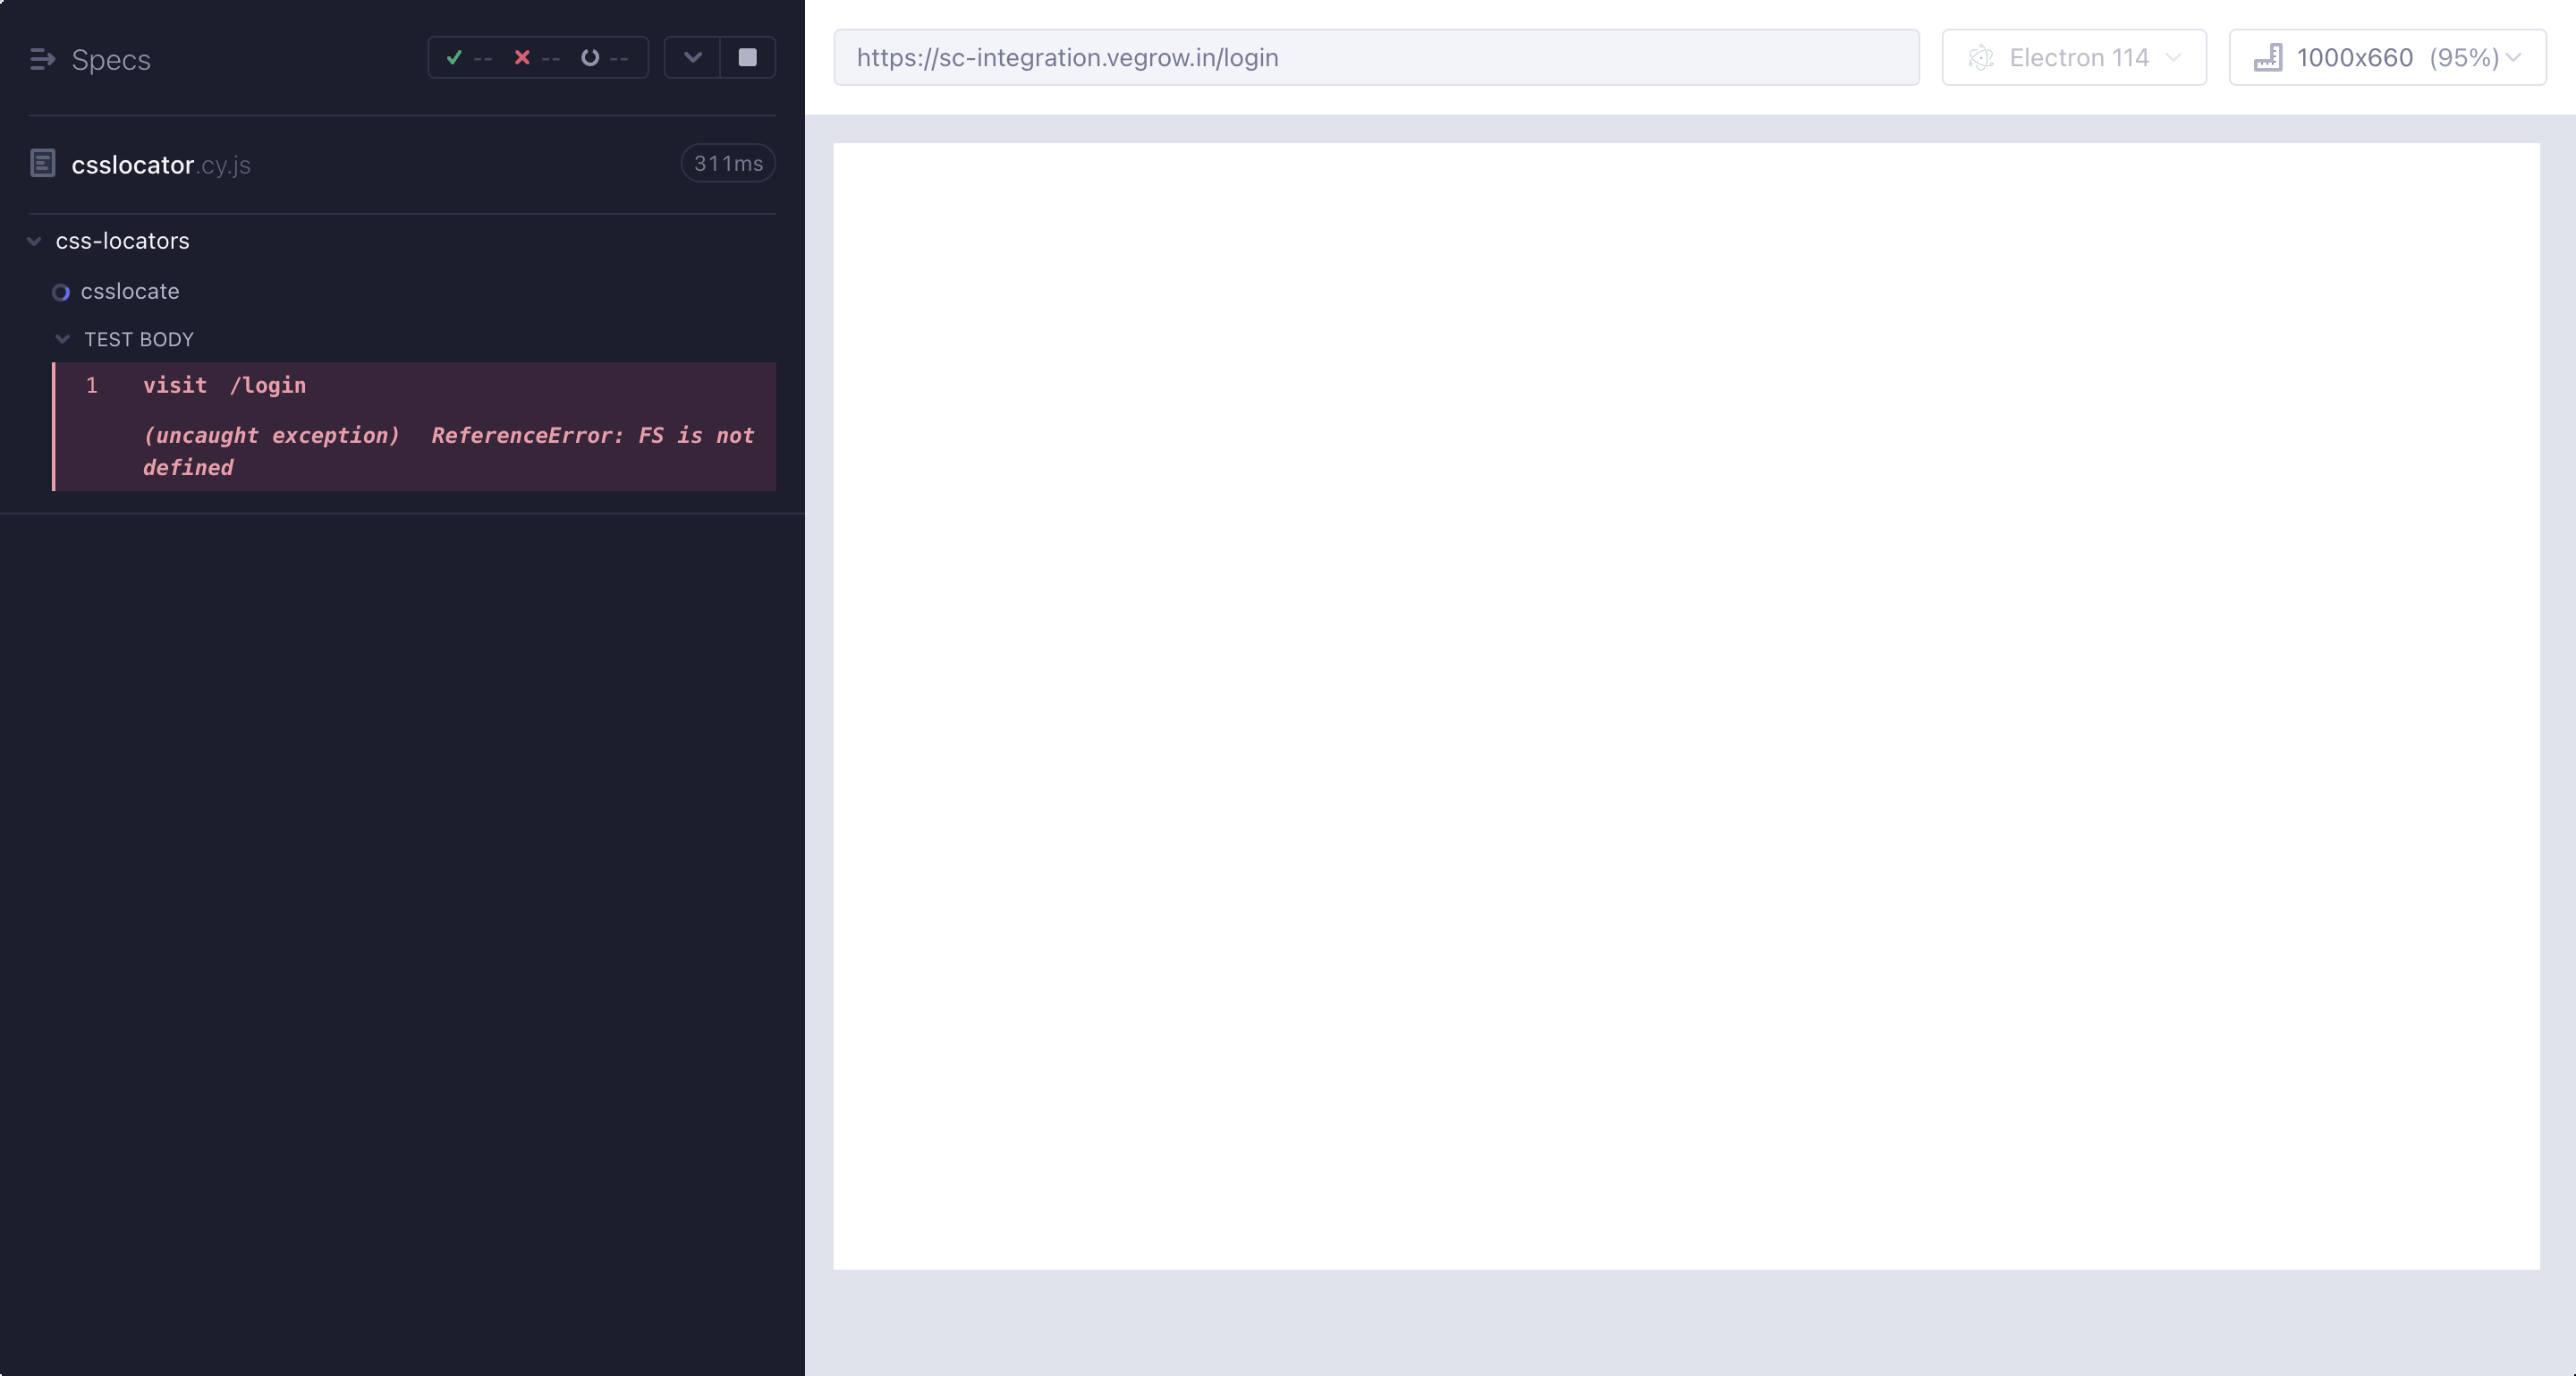 Specs
--
--
--
https://sc-integration.vegrow.in/login
Electron 114
1000x660 (95%)
csslocator.cy.js
311ms
css-locators
csslocate
TEST BODY
1 visit /login
(uncaught exception) ReferenceError: FS is not
defined